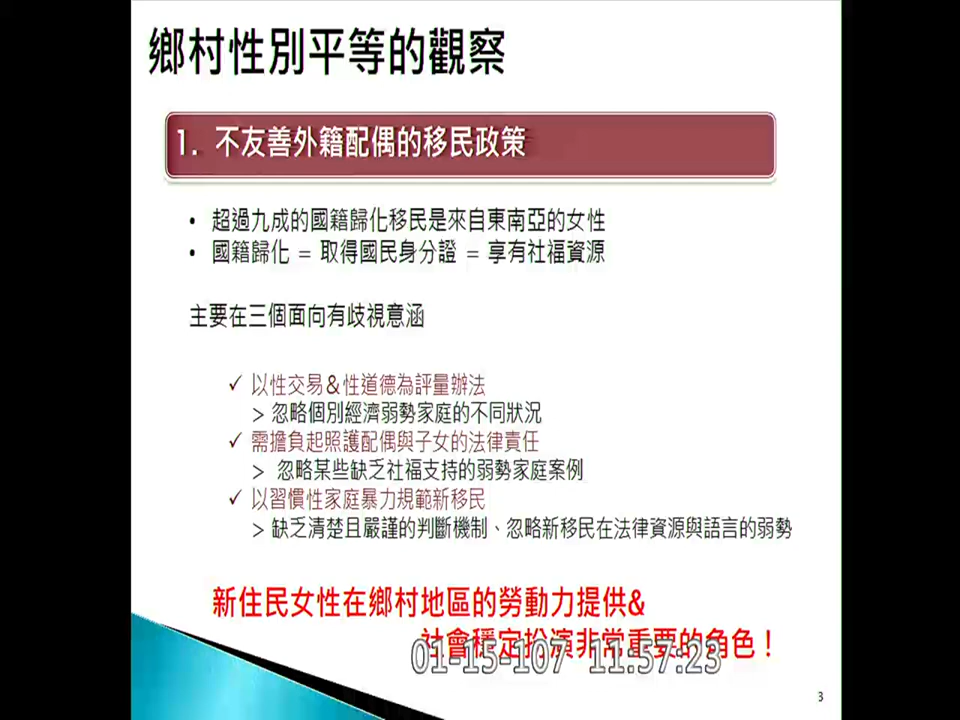 鄉村性別平等的觀察
1. 不友善外籍配偶的移民政策
• 超過九成的國籍歸化移民是來自東南亞的女性
• 國籍歸化 = 取得國民身分證 = 享有社福資源
主要在三個面向有歧視意涵
✓ 以性交易&性道德為評量辦法
> 忽略個別經濟弱勢家庭的不同狀況
✓ 需擔負起照護配偶與子女的法律責任
> 忽略某些缺乏社福支持的弱勢家庭案例
✓ 以習慣性家庭暴力規範新移民
> 缺乏清楚且嚴謹的判斷機制、忽略新移民在法律資源與語言的弱勢
新住民女性在鄉村地區的勞動力提供&
社會穩定扮演非常重要的角色！
01-15-107 11:57:23
3